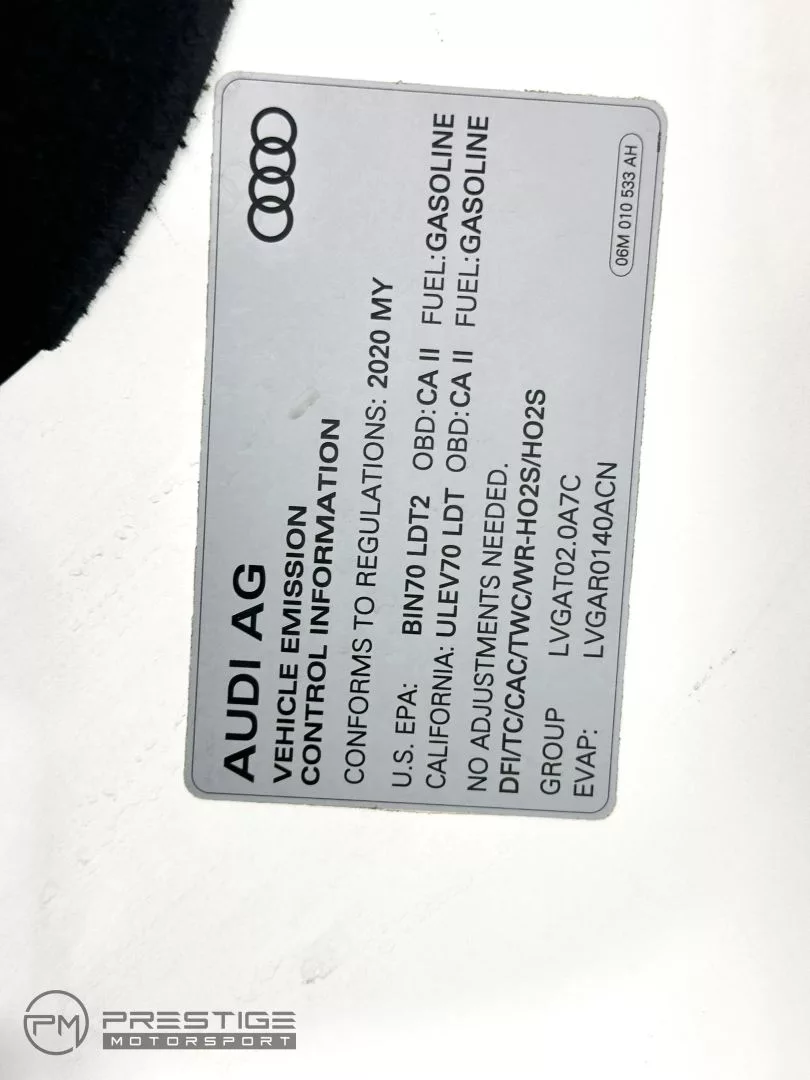 AUDI AG
VEHICLE EMISSION
CONTROL INFORMATION
CONFORMS TO REGULATIONS: 2020 MY
U.S. EPA: BIN70 LDT2 OBD:CA II FUEL:GASOLINE
CALIFORNIA: ULEV70 LDT OBD:CA II FUEL:GASOLINE
NO ADJUSTMENTS NEEDED.
DFI/TC/CAC/TWC/WR-HO2S/HO2S
GROUP LVGAT02.0A7C
EVAP: LVGAR0140ACN
06M 010 533 AH
PM PRESTIGE
MOTORSPORT